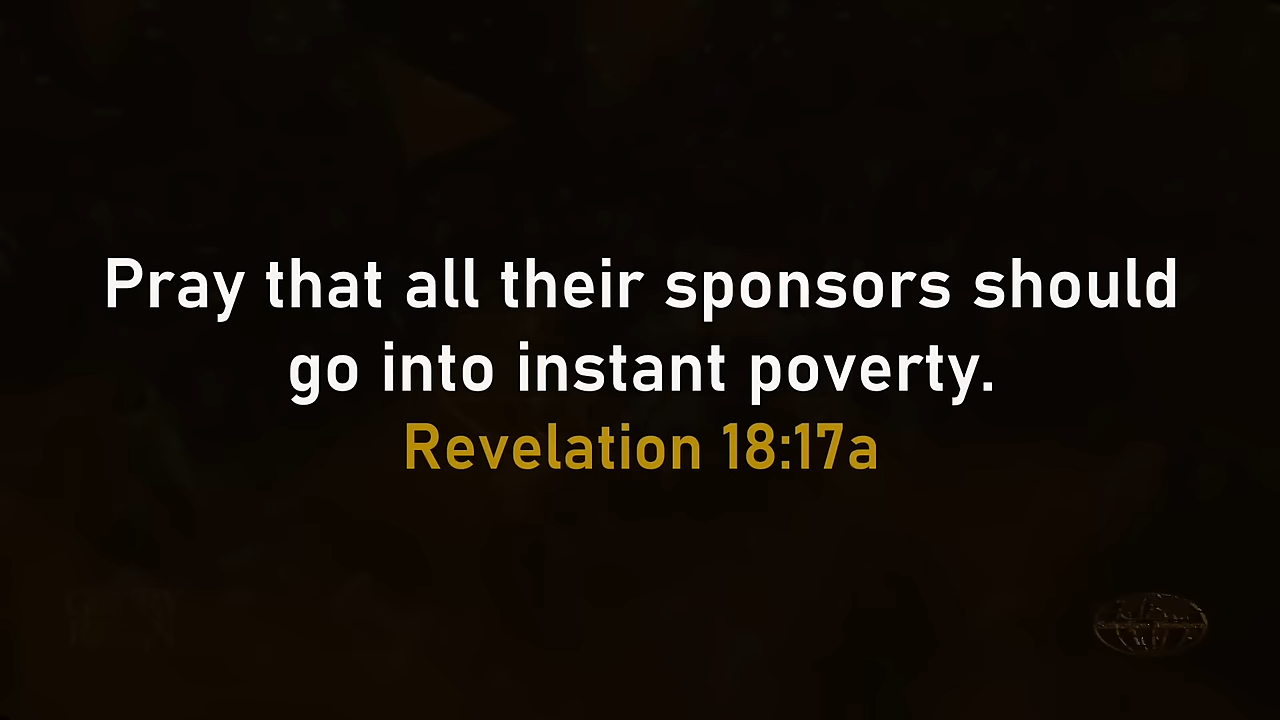 Pray that all their sponsors should
go into instant poverty.
Revelation 18:17a